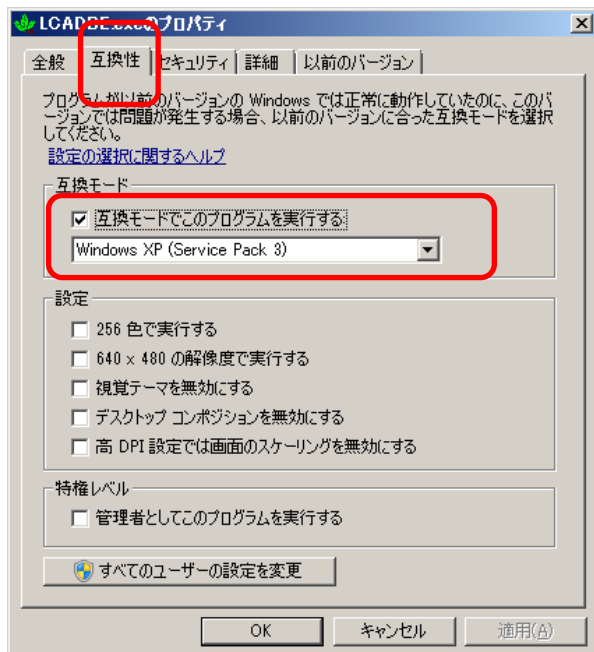 LCADBE.exeのプロパティ
全般 互換性 セキュリティ 詳細 以前のバージョン
プログラムが以前のバージョンの Windows では正常に動作していたのに、このバ
ージョンでは問題が発生する場合、以前のバージョンに合った互換モードを選択
してください。
設定の選択に関するヘルプ
互換モード
互換モードでこのプログラムを実行する:
Windows XP (Service Pack 3)
設定
256 色で実行する
640 × 480 の解像度で実行する
視覚テーマを無効にする
デスクトップ コンポジションを無効にする
高 DPI 設定では画面のスケーリングを無効にする
特権レベル
管理者としてこのプログラムを実行する
すべてのユーザーの設定を変更
OK キャンセル 適用(A)